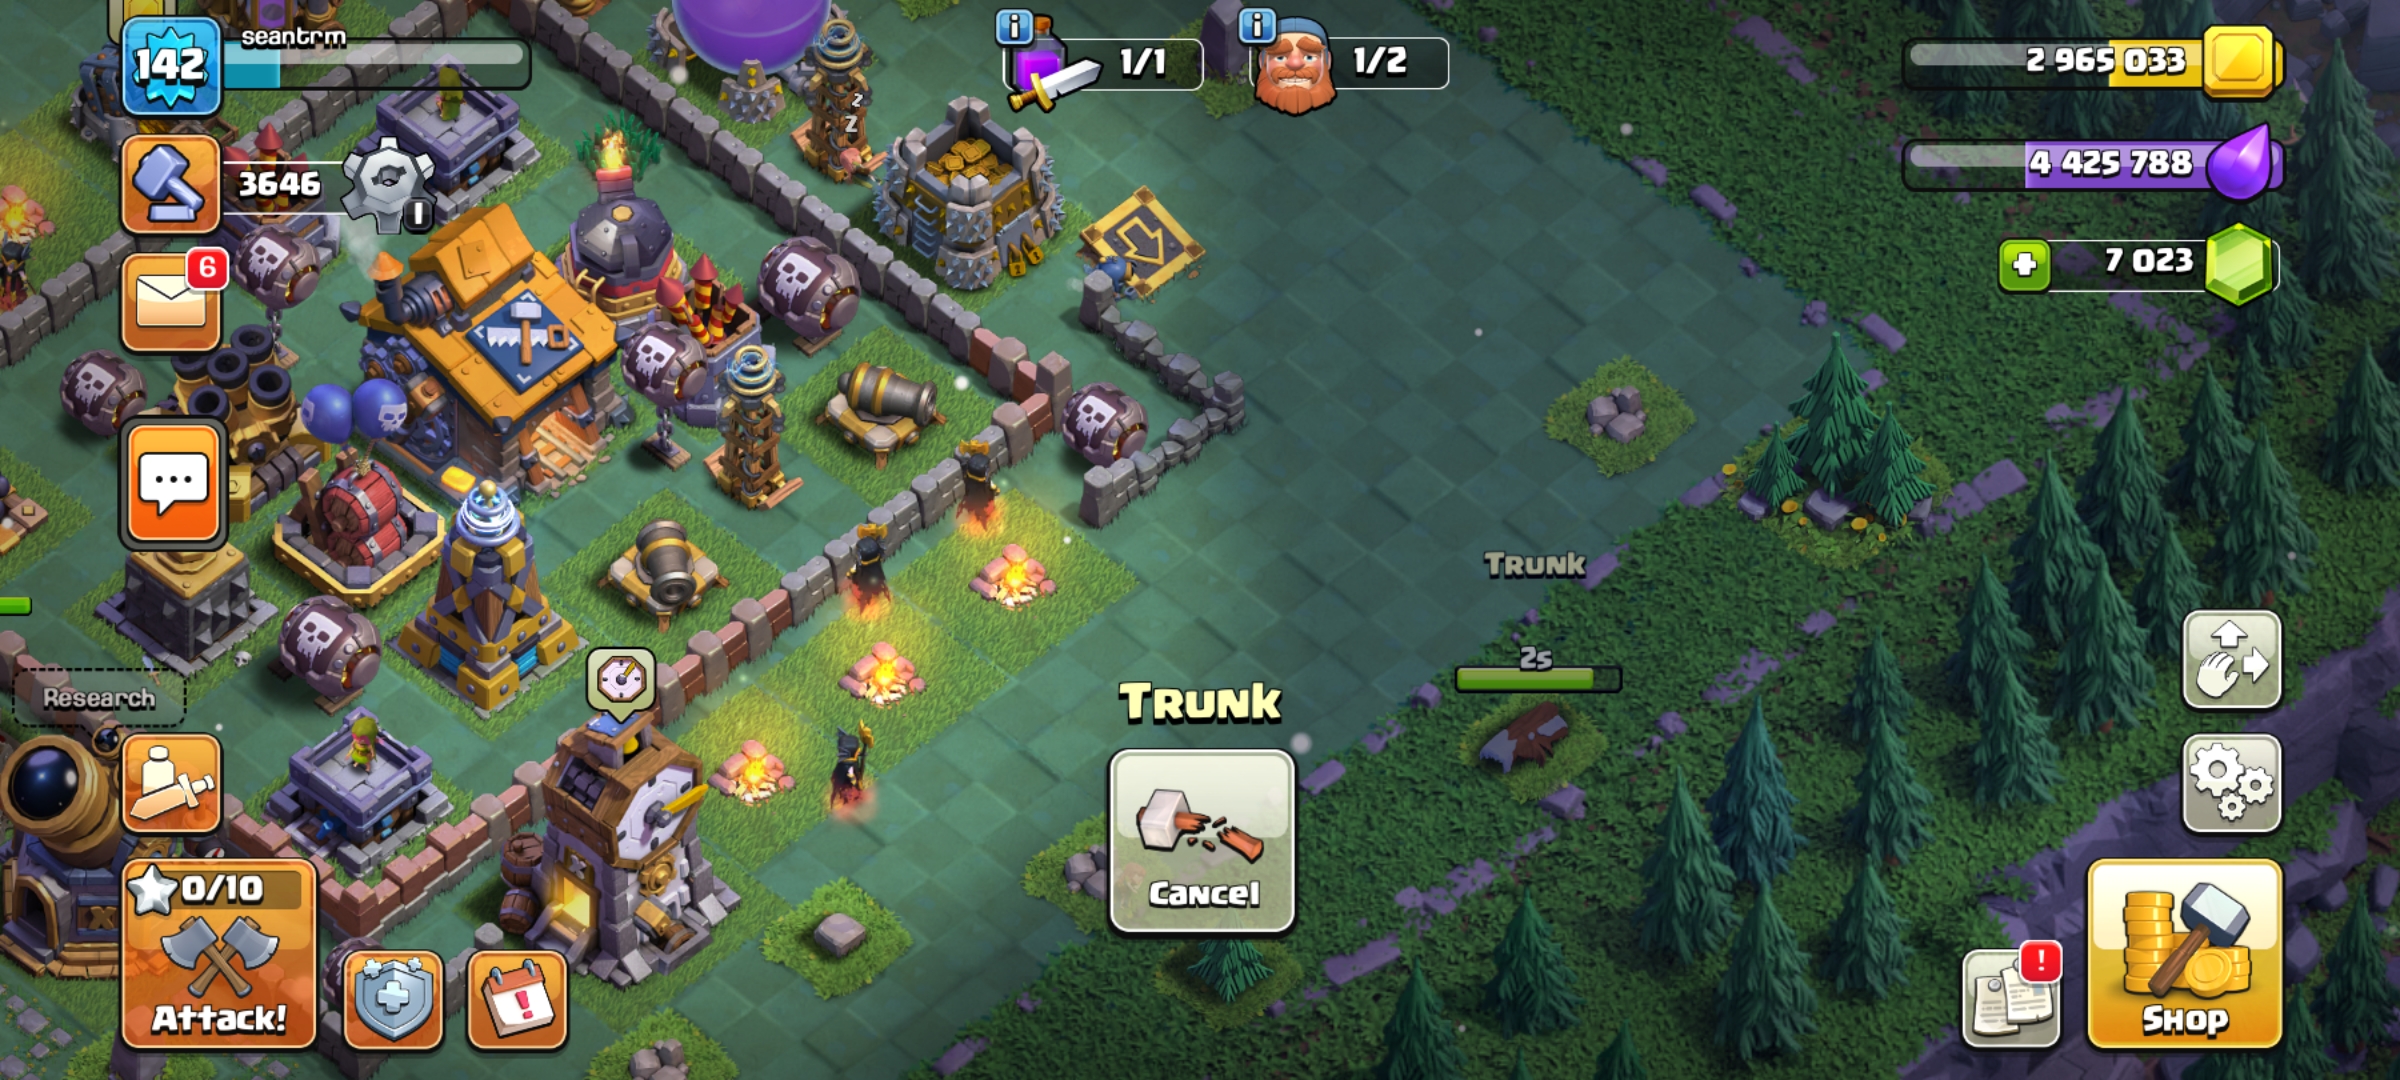 seantrm
142
1/1
1/2
2 965 033
3646
I
4 425 788
6
7 023
z
z
Trunk
2s
Research
Trunk
Cancel
0/10
Attack!
!
Shop